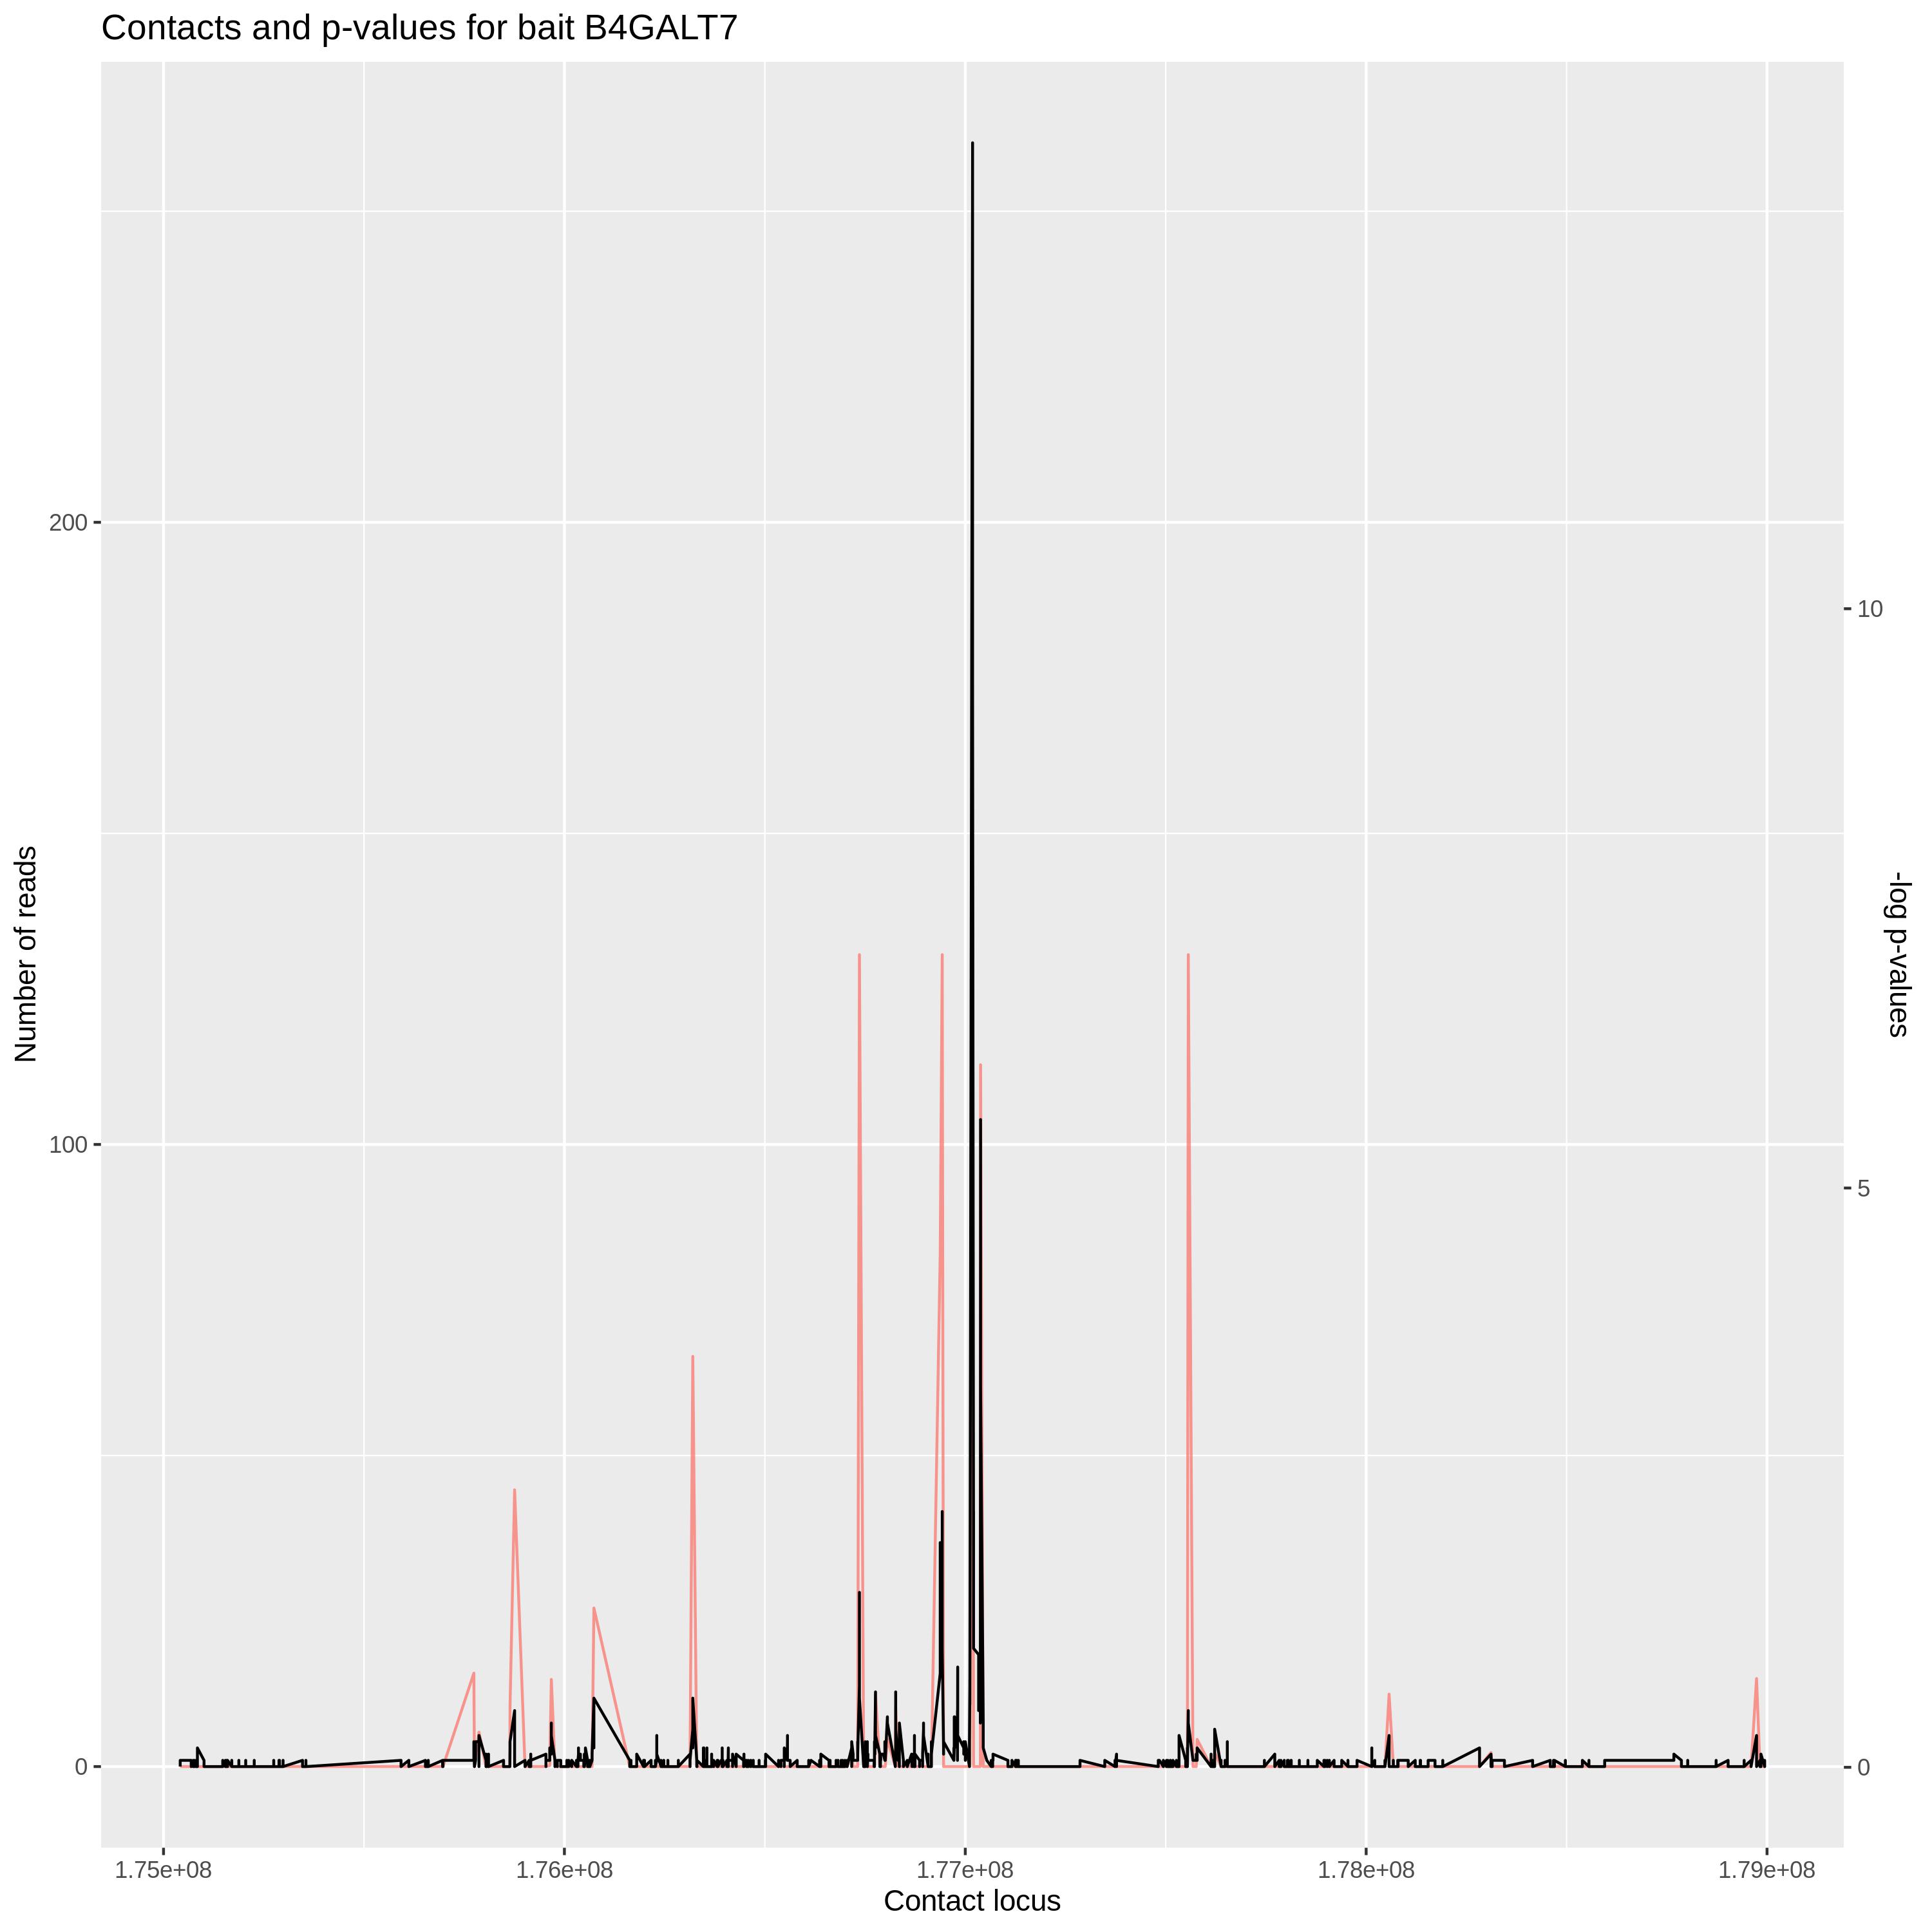 Contacts and p-values for bait B4GALT7
Number of reads
200
100
0
10
5
0
-log p-values
1.75e+08
1.76e+08
1.77e+08
1.78e+08
1.79e+08
Contact locus